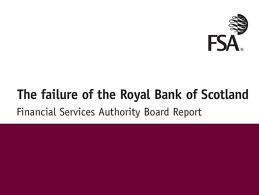 FSA
The failure of the Royal Bank of Scotland
Financial Services Authority Board Report